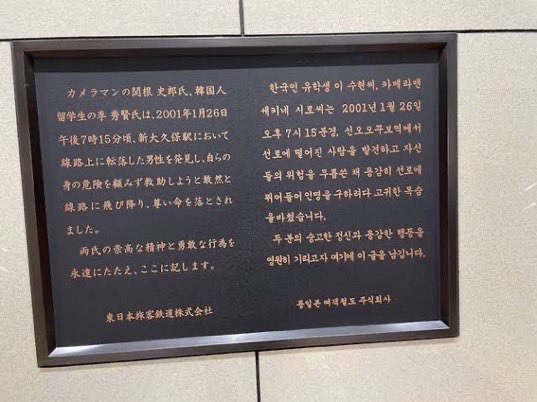 カメラマンの関根 史郎氏、韓国人
留学生の李 秀賢氏は、2001年1月26日
午後7時15分頃、新大久保駅において
線路上に転落した男性を発見し、自らの
身の危険を顧みず救助しようと敢然と
線路に飛び降り、尊い命を落とされ
ました。
両氏の崇高な精神と勇敢な行為を
永遠にたたえ、ここに記します。
東日本旅客鉄道株式会社
한국인 유학생 이 수현씨, 카메라맨
세키네 시로씨는 2001년 1월 26일
오후 7시 15분경, 신오오쿠보역에서
선로에 떨어진 사람을 발견하고 자신
들의 위험을 무릅쓴 채 용감히 선로에
뛰어들어 인명을 구하려다 고귀한 목숨
을 바쳤습니다.
두 분의 숭고한 정신과 용감한 행동을
영원히 기리고자 여기에 이 글을 남깁니다.
동일본 여객철도 주식회사